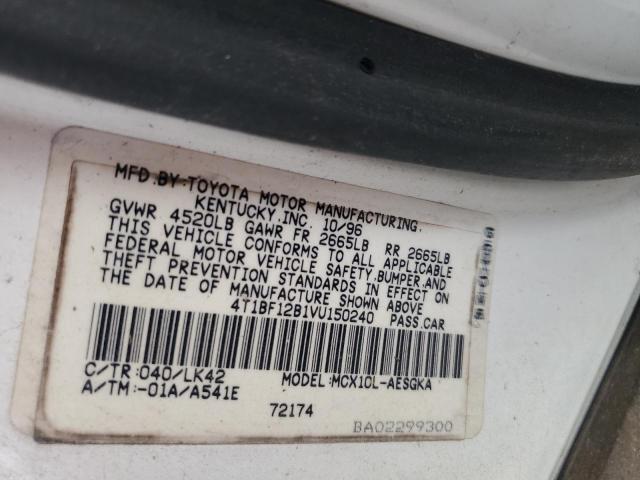 MFD.BY:TOYOTA MOTOR MANUFACTURING,
KENTUCKY,INC. 10/96
GVWR 4520LB GAWR FR 2665LB RR 2665LB
THIS VEHICLE CONFORMS TO ALL APPLICABLE
FEDERAL MOTOR VEHICLE SAFETY,BUMPER,AND
THEFT PREVENTION STANDARDS IN EFFECT ON
THE DATE OF MANUFACTURE SHOWN ABOVE
4T1BF12B1VU150240 PASS.CAR
C/TR:040/LK42 MODEL:MCX10L-AESGKA
A/TM:-01A/A541E
72174
BA02299300